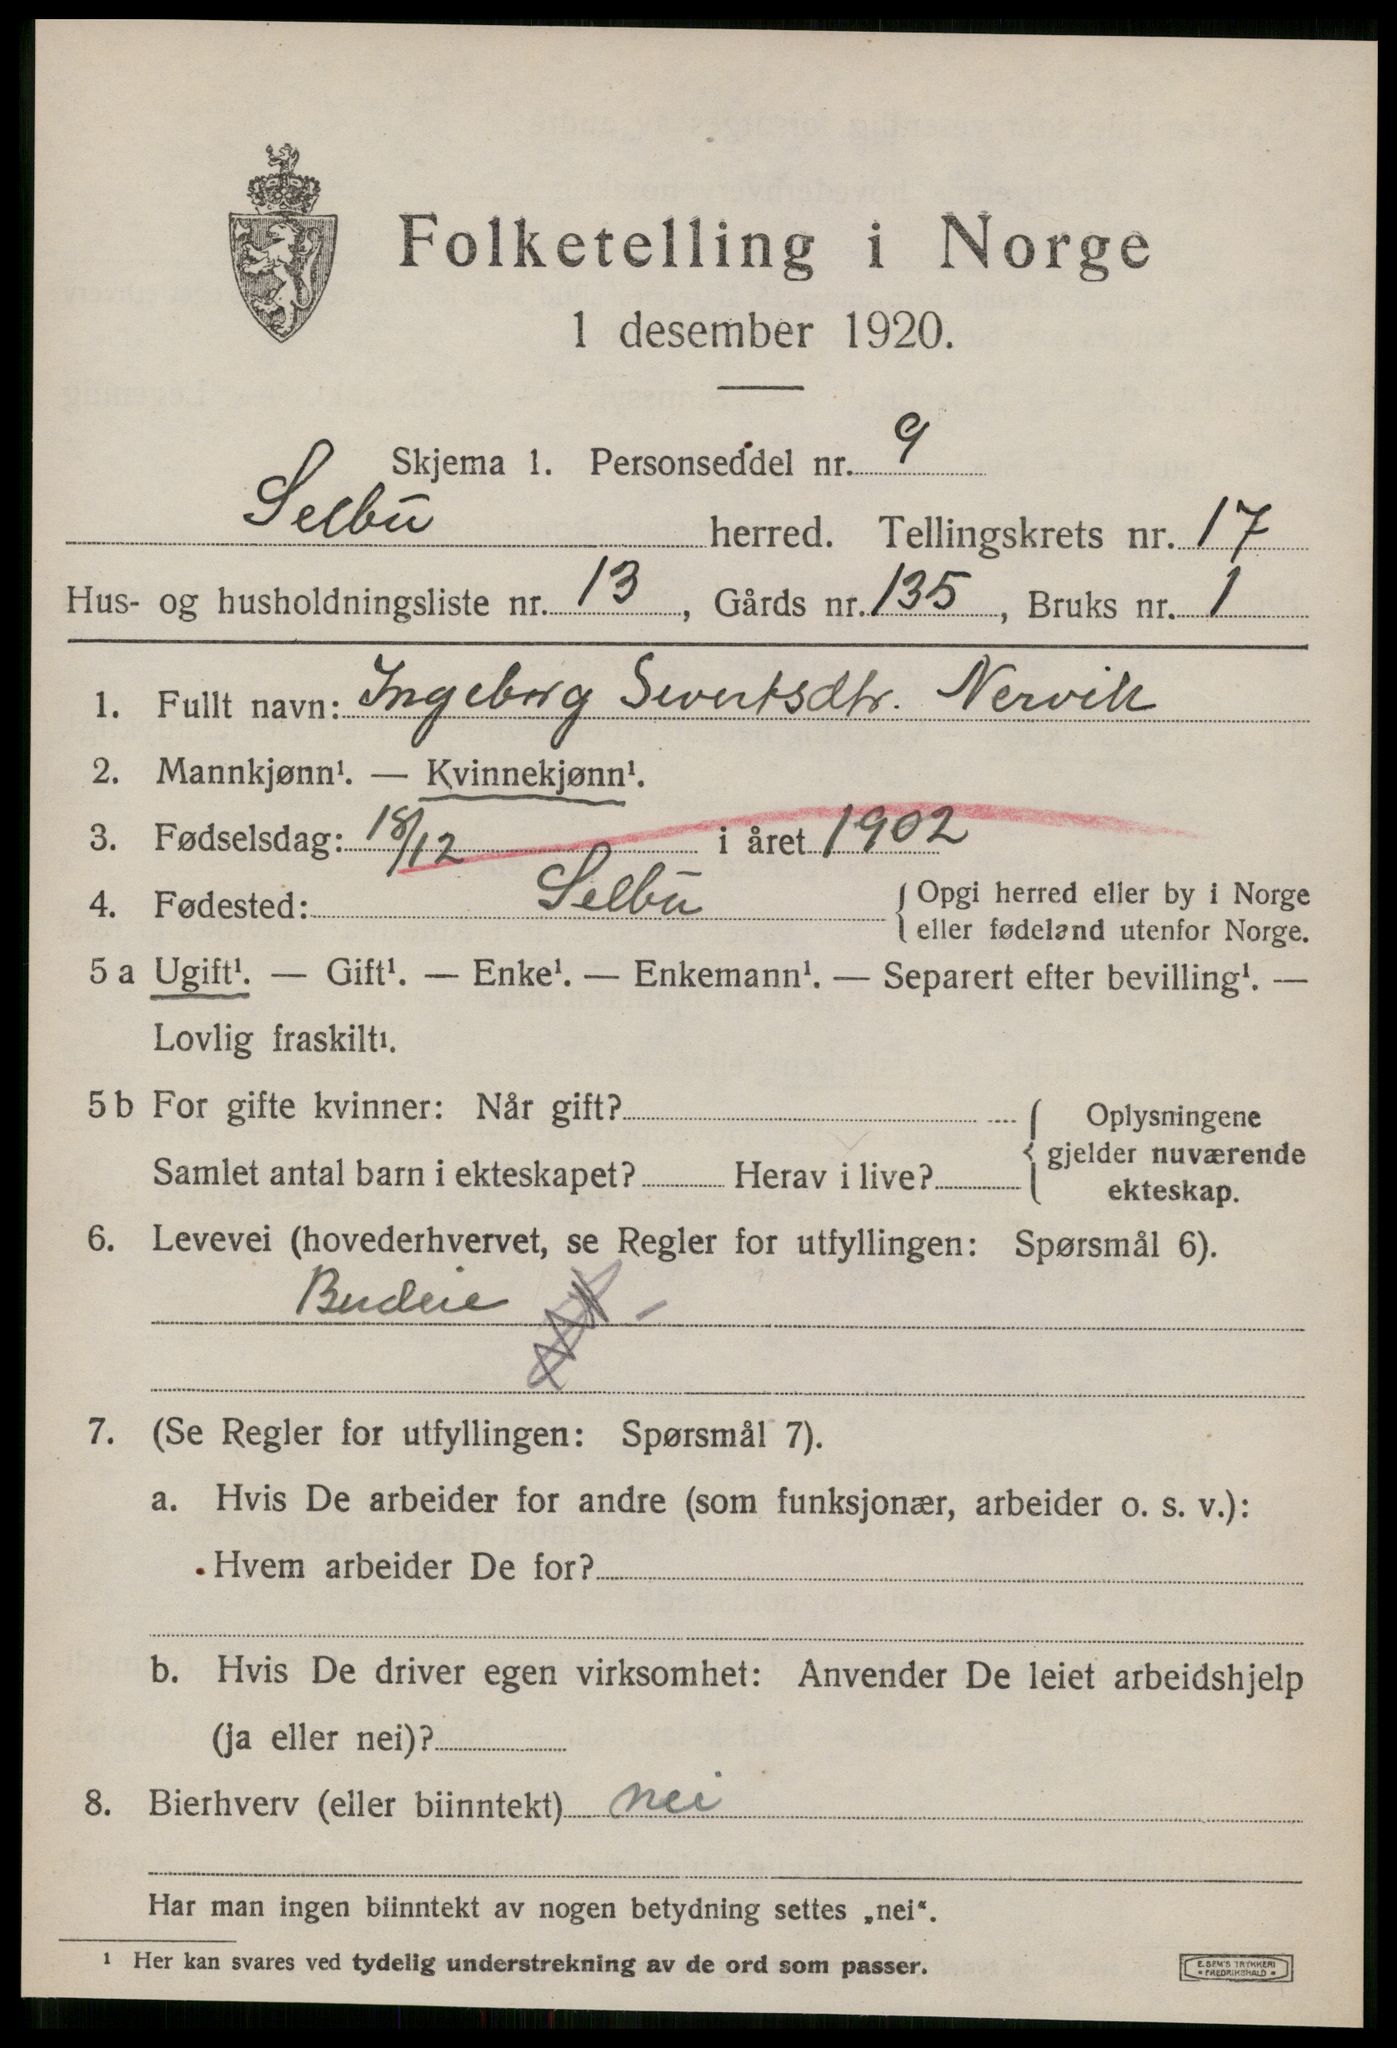 Folketelling i Norge
1 desember 1920.
Skjema 1. Personseddel nr. 9
Selbu herred. Tellingskrets nr. 17
Hus- og husholdningsliste nr. 13, Gårds nr. 135, Bruks nr. 1
1. Fullt navn: Ingeborg Sivertsdtr. Nervik
2. Mannkjønn¹. — Kvinnekjønn¹.
3. Fødselsdag: 18/12 i året 1902
4. Fødested: Selbu { Opgi herred eller by i Norge
eller fødeland utenfor Norge.
5 a Ugift¹. — Gift¹. — Enke¹. — Enkemann¹. — Separert efter bevilling¹. —
Lovlig fraskilt¹.
5 b For gifte kvinner: Når gift?
Samlet antal barn i ekteskapet? Herav i live?
Oplysningene
gjelder nuværende
ekteskap.
6. Levevei (hovederhvervet, se Regler for utfyllingen: Spørsmål 6).
Budeie
7. (Se Regler for utfyllingen: Spørsmål 7).
a. Hvis De arbeider for andre (som funksjonær, arbeider o. s. v.):
Hvem arbeider De for?
b. Hvis De driver egen virksomhet: Anvender De leiet arbeidshjelp
(ja eller nei)?
8. Bierhverv (eller biinntekt) nei
Har man ingen biinntekt av nogen betydning settes „nei“.
¹ Her kan svares ved tydelig understrekning av de ord som passer.
E. SEM'S TRYKKERI
• FREDRIKSHALD •